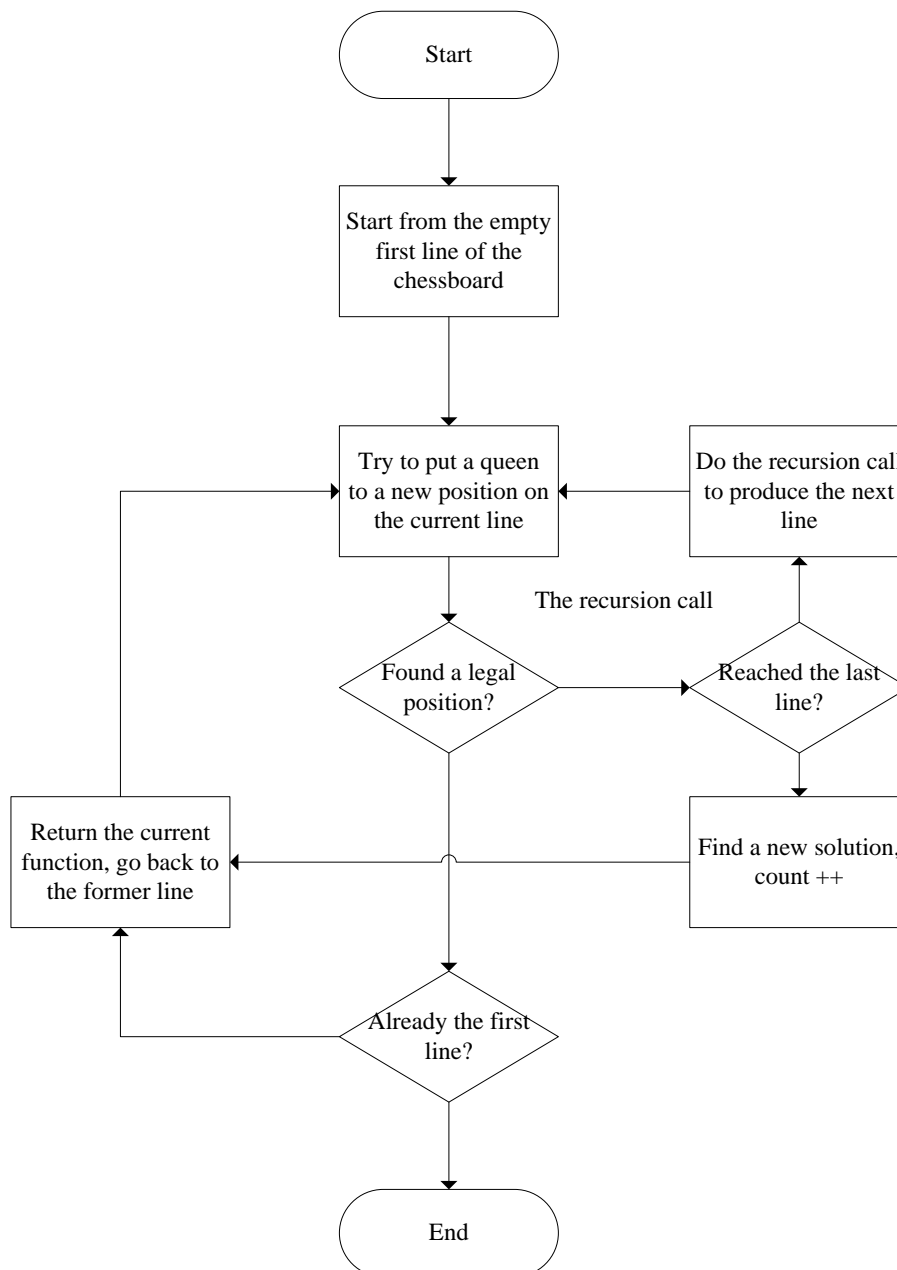 Start
Start from the empty
first line of the
chessboard
Try to put a queen
to a new position on
the current line
Do the recursion call
to produce the next
line
The recursion call
Found a legal
position?
Reached the last
line?
Return the current
function, go back to
the former line
Find a new solution,
count ++
Already the first
line?
End